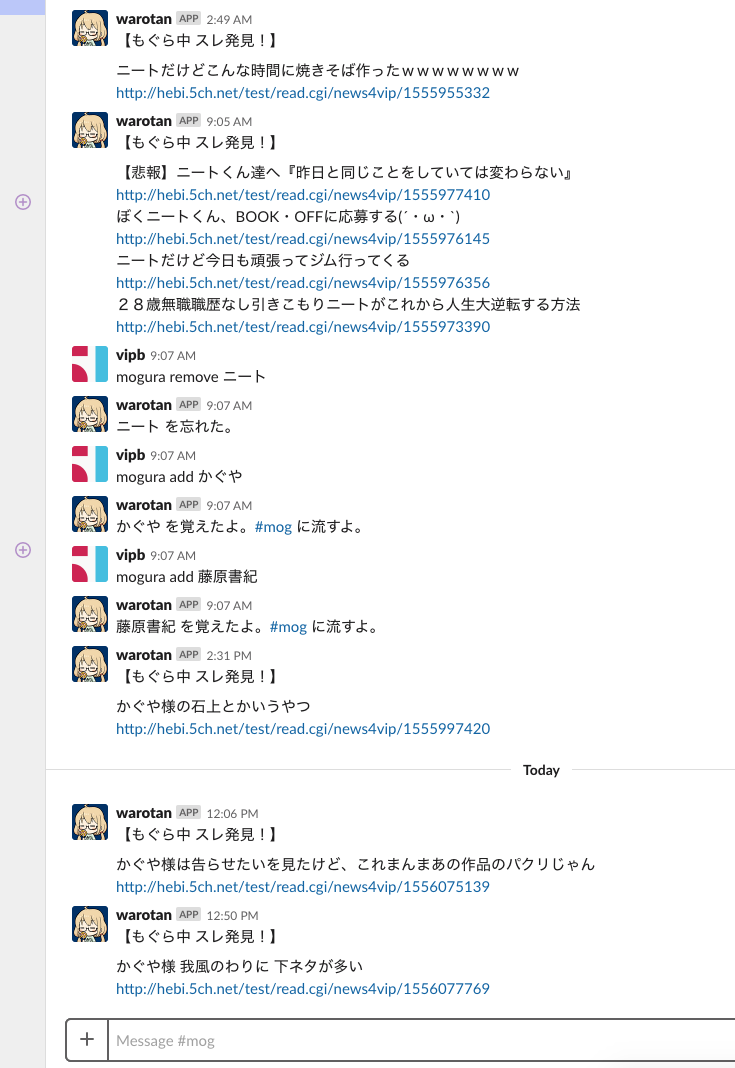 warotan APP 2:49 AM
【もぐら中 スレ発見！】
ニートだけどこんな時間に焼きそば作ったｗｗｗｗｗｗｗｗ
http://hebi.5ch.net/test/read.cgi/news4vip/1555955332
warotan APP 9:05 AM
【もぐら中 スレ発見！】
【悲報】ニートくん達へ『昨日と同じことをしていては変わらない』
http://hebi.5ch.net/test/read.cgi/news4vip/1555977410
ぼくニートくん、BOOK・OFFに応募する(´・ω・`)
http://hebi.5ch.net/test/read.cgi/news4vip/1555976145
ニートだけど今日も頑張ってジム行ってくる
http://hebi.5ch.net/test/read.cgi/news4vip/1555976356
２８歳無職職歴なし引きこもりニートがこれから人生大逆転する方法
http://hebi.5ch.net/test/read.cgi/news4vip/1555973390
vipb 9:07 AM
mogura remove ニート
warotan APP 9:07 AM
ニート を忘れた。
vipb 9:07 AM
mogura add かぐや
warotan APP 9:07 AM
かぐや を覚えたよ。#mog に流すよ。
vipb 9:07 AM
mogura add 藤原書紀
warotan APP 9:07 AM
藤原書紀 を覚えたよ。#mog に流すよ。
warotan APP 2:31 PM
【もぐら中 スレ発見！】
かぐや様の石上とかいうやつ
http://hebi.5ch.net/test/read.cgi/news4vip/1555997420
Today
warotan APP 12:06 PM
【もぐら中 スレ発見！】
かぐや様は告らせたいを見たけど、これまんまあの作品のパクリじゃん
http://hebi.5ch.net/test/read.cgi/news4vip/1556075139
warotan APP 12:50 PM
【もぐら中 スレ発見！】
かぐや様 我風のわりに 下ネタが多い
http://hebi.5ch.net/test/read.cgi/news4vip/1556077769
+ Message #mog